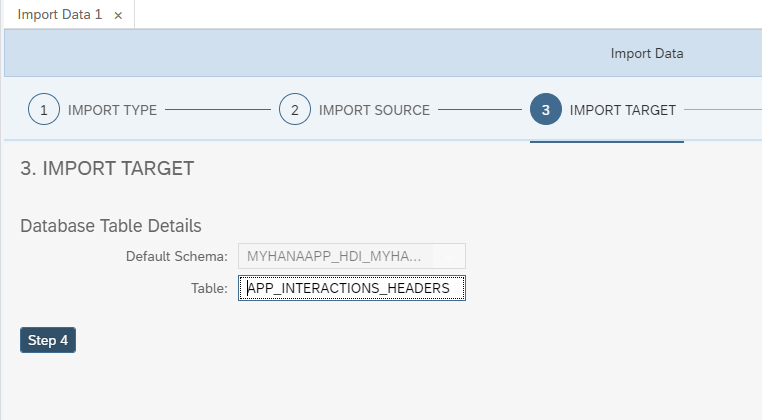 Import Data 1 ×
Import Data
1 IMPORT TYPE 2 IMPORT SOURCE 3 IMPORT TARGET
3. IMPORT TARGET
Database Table Details
Default Schema: MYHANAAPP_HDI_MYHA...
Table: APP_INTERACTIONS_HEADERS
Step 4